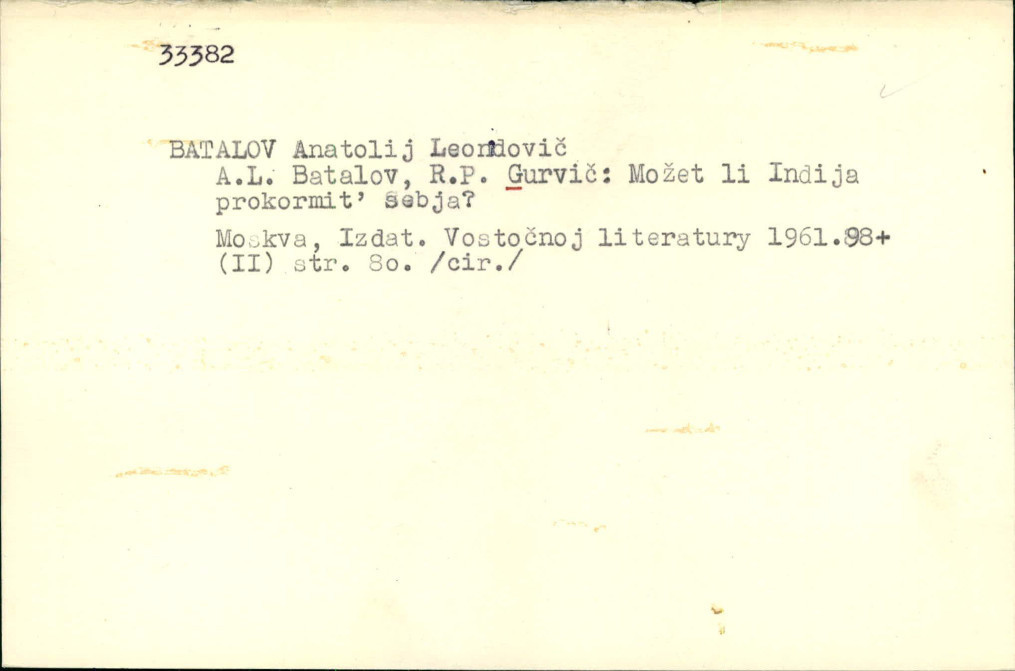 33382
BATALOV Anatolij Leonidovič
A.L. Batalov, R.P. Gurvič: Možet li Indija
prokormit' sebja?
Moskva, Izdat. Vostočnoj literatury 1961.98+
(II) str. 8o. /cir./